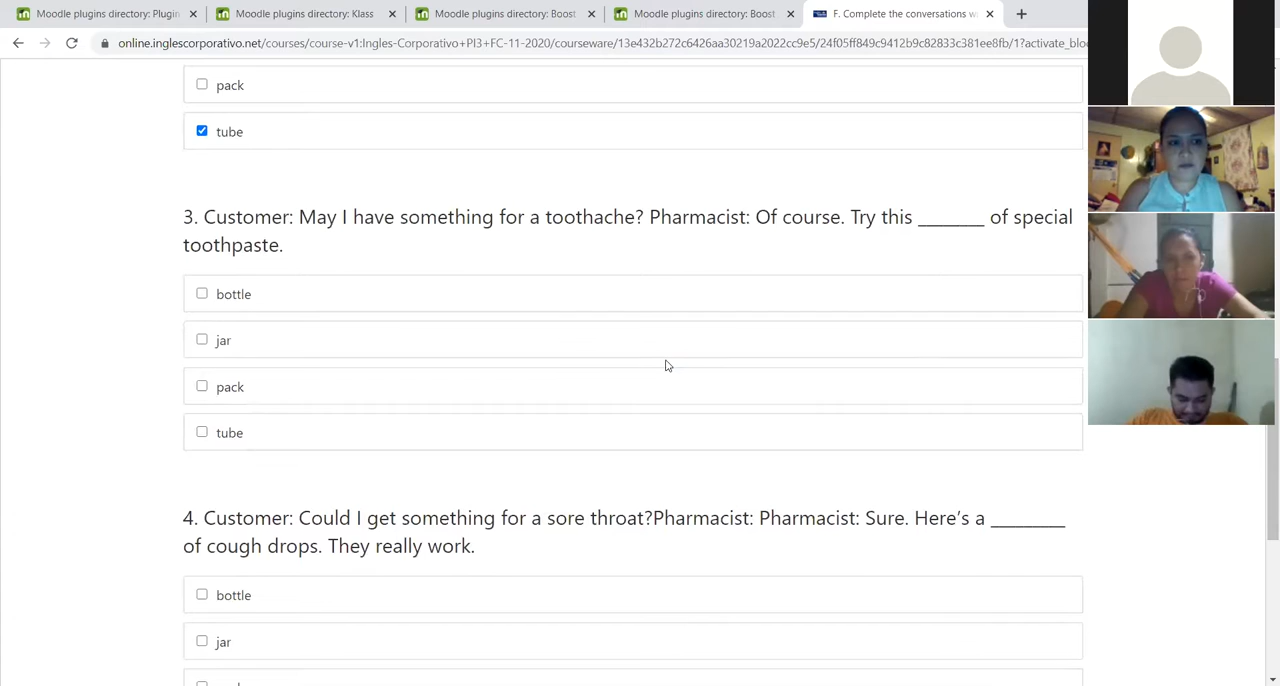 Moodle plugins directory: Plugin
Moodle plugins directory: Klass
Moodle plugins directory: Boost
Moodle plugins directory: Boost
F. Complete the conversations w
online.inglescorporativo.net/courses/course-v1:Ingles-Corporativo+PI3+FC-11-2020/courseware/13e432b272c6426aa30219a2022cc9e5/24f05ff849c9412b9c82833c381ee8fb/1?activate_blo
pack
tube
3. Customer: May I have something for a toothache? Pharmacist: Of course. Try this ________ of special
toothpaste.
bottle
jar
pack
tube
4. Customer: Could I get something for a sore throat?Pharmacist: Pharmacist: Sure. Here’s a _________
of cough drops. They really work.
bottle
jar